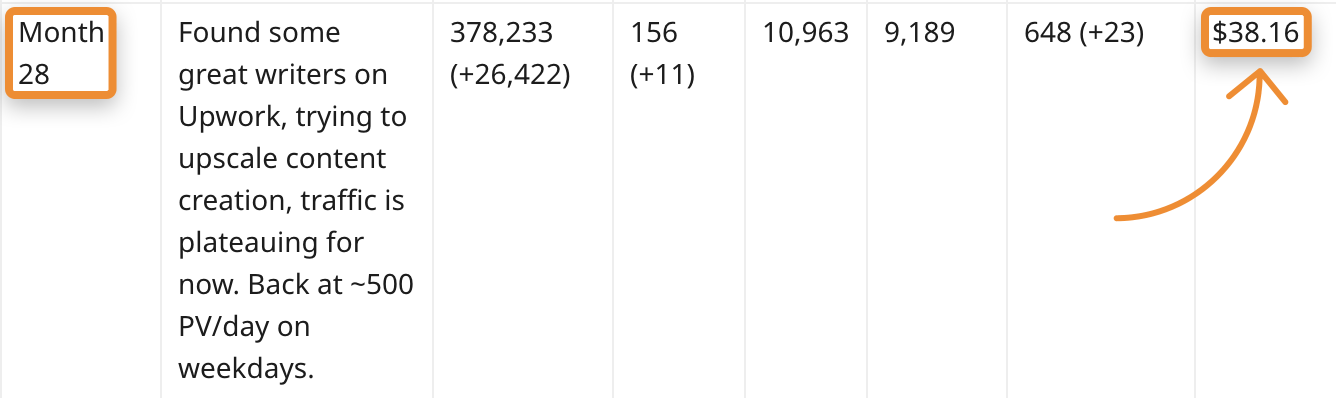 Month
28
Found some
great writers on
Upwork, trying to
upscale content
creation, traffic is
plateauing for
now. Back at ~500
PV/day on
weekdays.
378,233
(+26,422)
156
(+11)
10,963
9,189
648 (+23)
$38.16